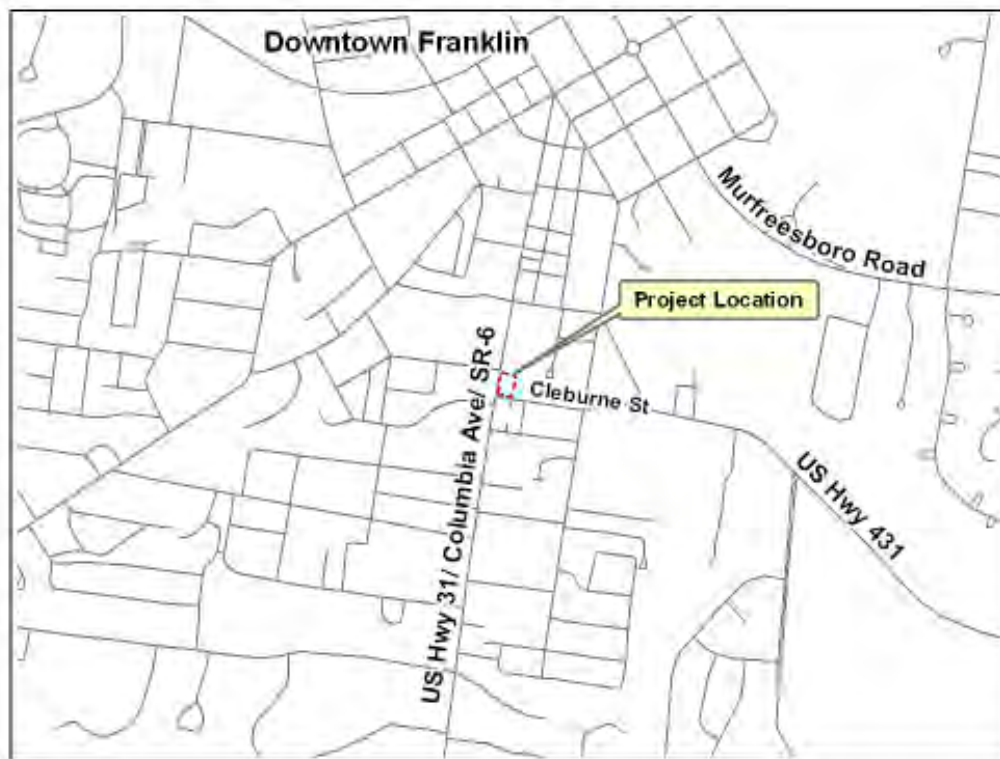 Downtown Franklin
Murfreesboro Road
Project Location
US Hwy 31/ Columbia Ave/ SR-6
Cleburne St
US Hwy 431